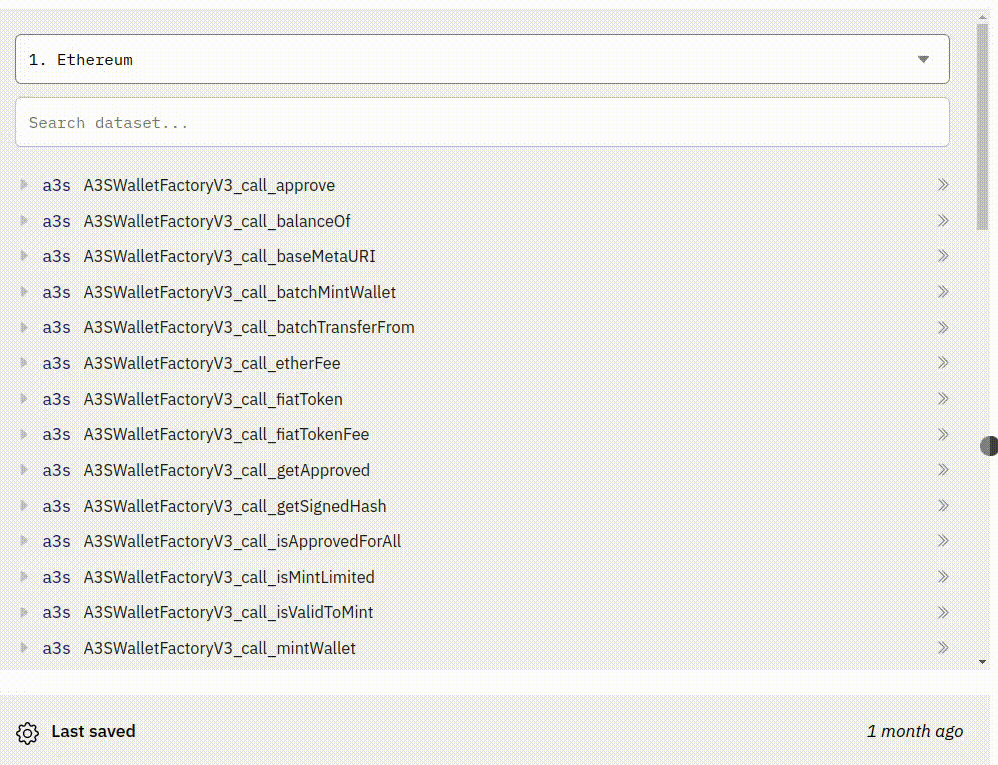 1. Ethereum
Search dataset...
a3s A3SWalletFactoryV3_call_approve
a3s A3SWalletFactoryV3_call_balanceOf
a3s A3SWalletFactoryV3_call_baseMetaURI
a3s A3SWalletFactoryV3_call_batchMintWallet
a3s A3SWalletFactoryV3_call_batchTransferFrom
a3s A3SWalletFactoryV3_call_etherFee
a3s A3SWalletFactoryV3_call_fiatToken
a3s A3SWalletFactoryV3_call_fiatTokenFee
a3s A3SWalletFactoryV3_call_getApproved
a3s A3SWalletFactoryV3_call_getSignedHash
a3s A3SWalletFactoryV3_call_isApprovedForAll
a3s A3SWalletFactoryV3_call_isMintLimited
a3s A3SWalletFactoryV3_call_isValidToMint
a3s A3SWalletFactoryV3_call_mintWallet
Last saved 1 month ago